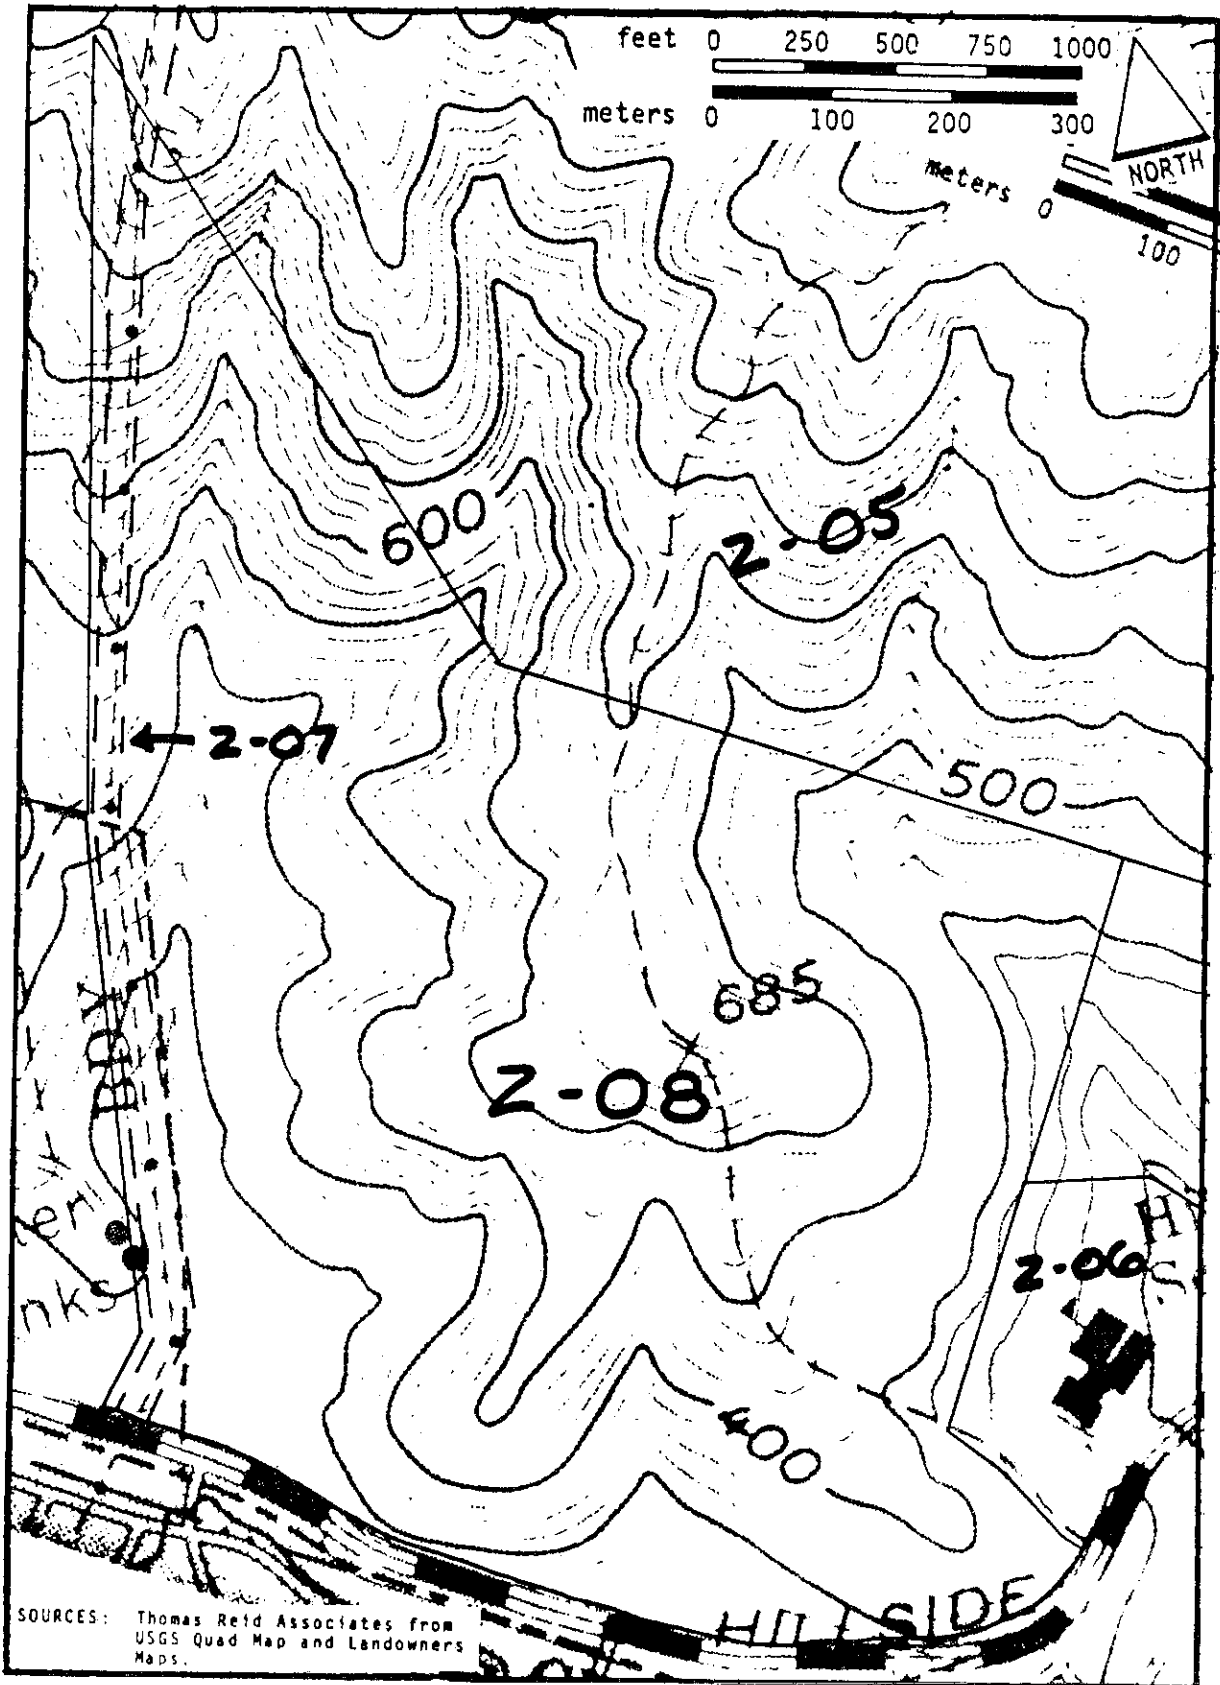 feet 0 250 500 750 1000
meters 0 100 200 300
NORTH
meters 0
100
600
2-05
2-07
500
685
BDY
2-08
H
S.
2-06
nks
400
HILLSIDE
SOURCES: Thomas Reid Associates from
USGS Quad Map and Landowners
Maps.